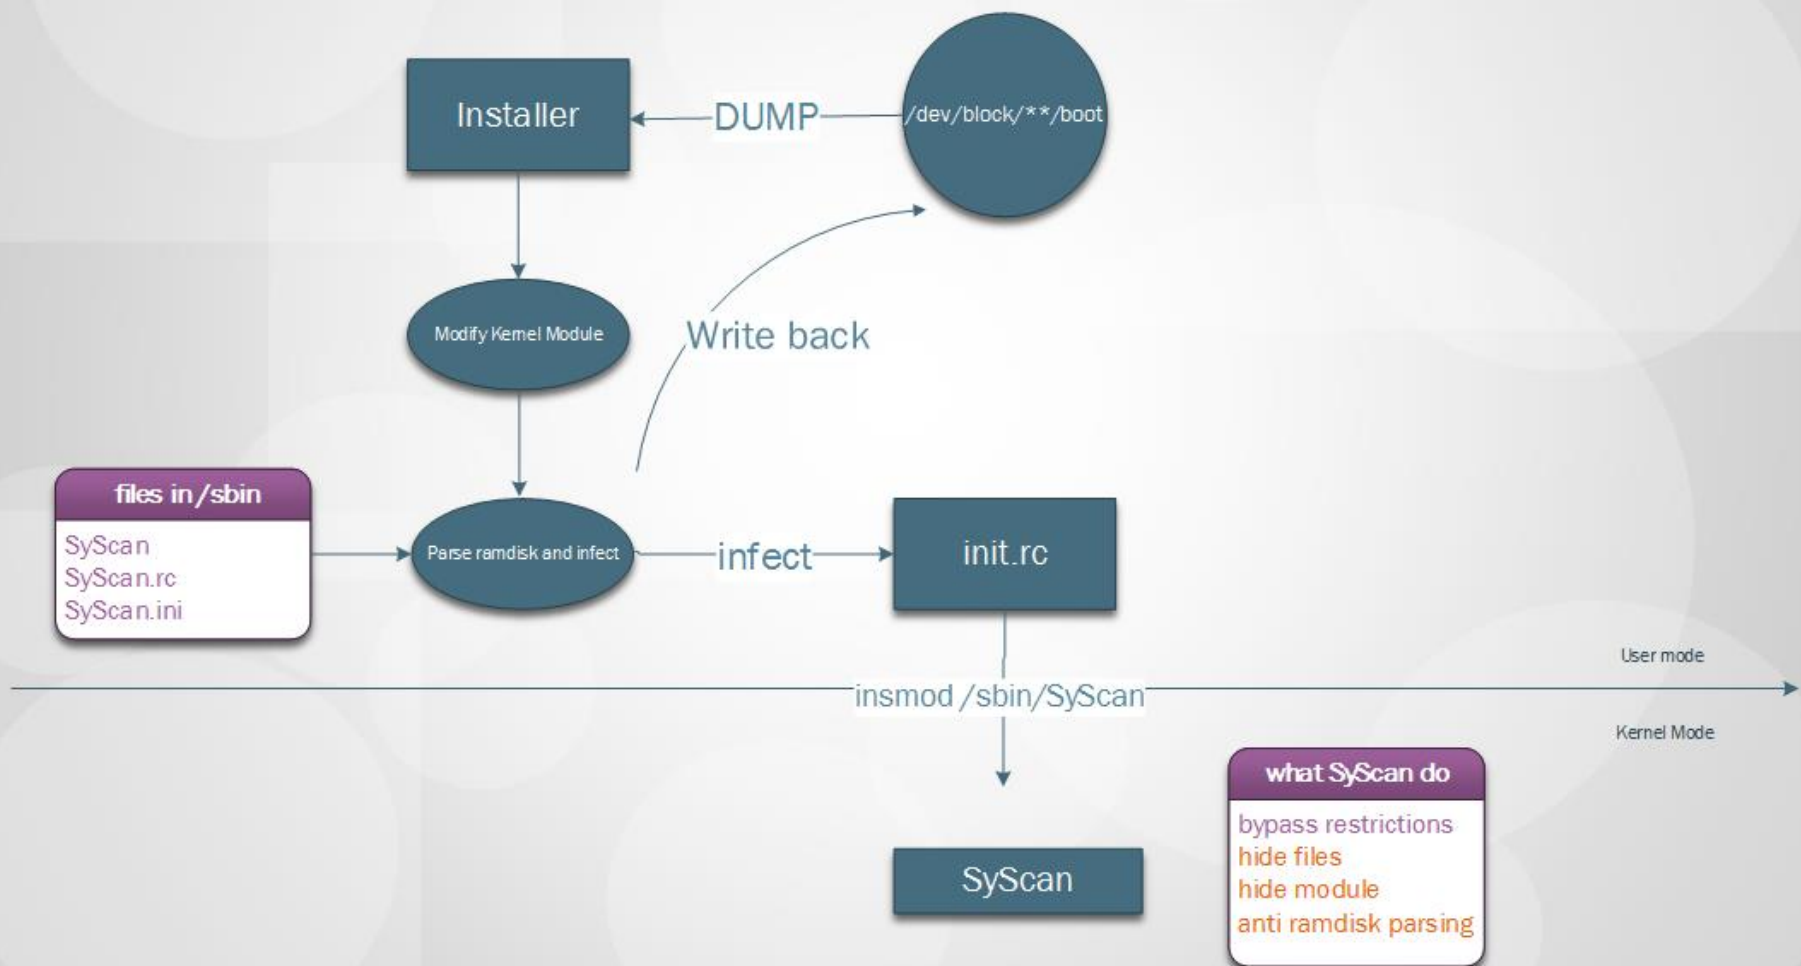 Installer
DUMP
/dev/block/**/boot
Modify Kernel Module
Write back
files in /sbin
SyScan
SyScan.rc
SyScan.ini
Parse ramdisk and infect
infect
init.rc
User mode
insmod /sbin/SyScan
Kernel Mode
SyScan
what SyScan do
bypass restrictions
hide files
hide module
anti ramdisk parsing